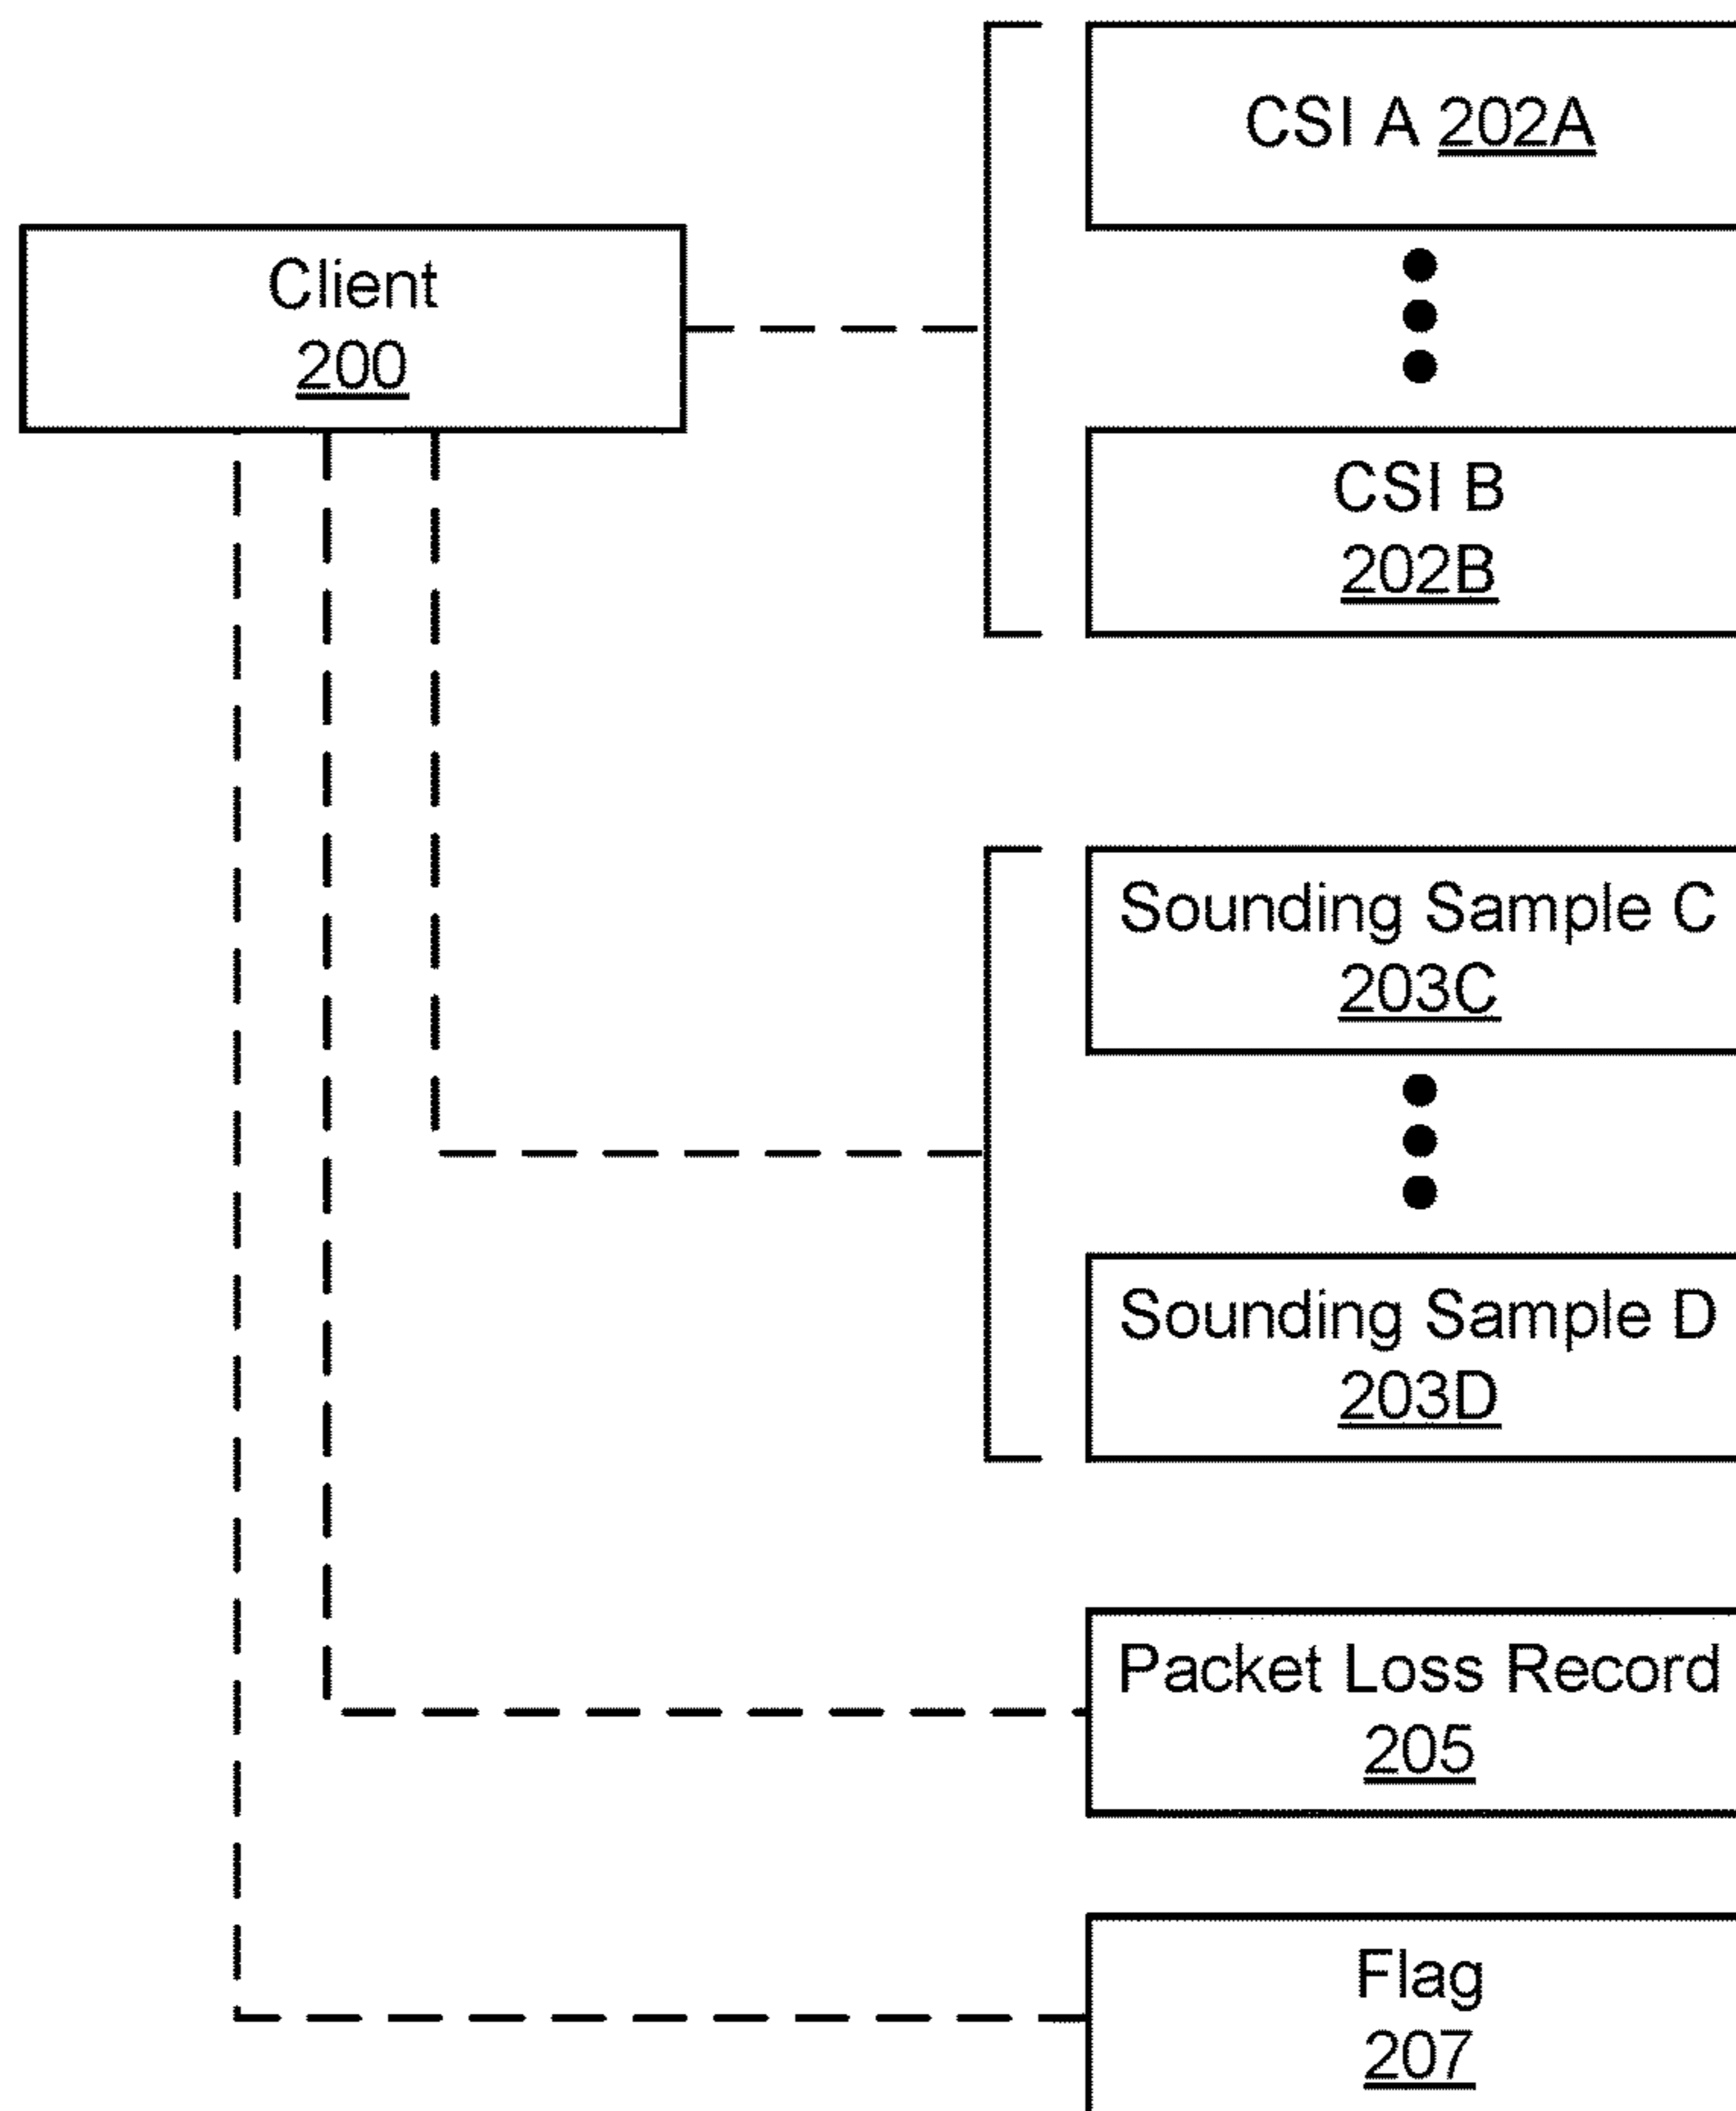 CSI A 202A
Client
200
CSI B
202B
Sounding Sample C
203C
Sounding Sample D
203D
Packet Loss Record
205
Flag
207